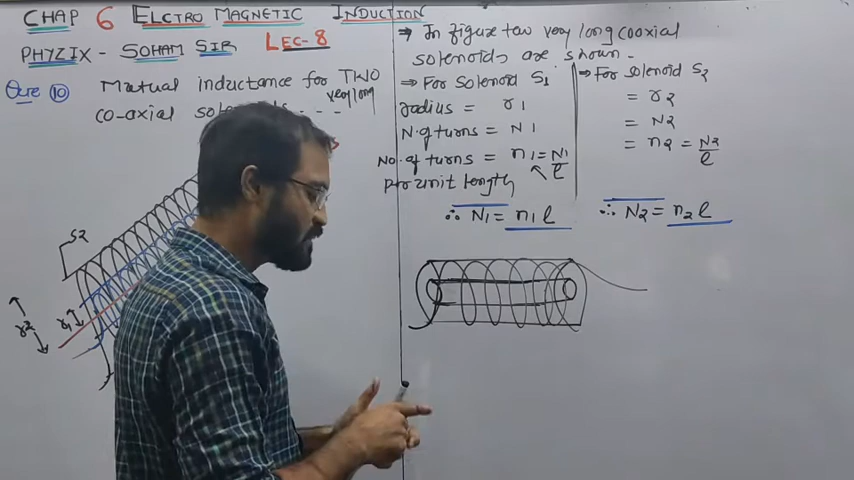 CHAP 6 ELCTRO MAGNETIC INDUCTION
PHYZIX - SOHAM SIR LEC-8
Que 10 Mutual inductance for TWO
very long
CO-axial
S2
r1
r2
⇒ In figure two very long coaxial
solenoids are shown -
⇒ For Solenoid S1
radius = r1
N.of turns = N1
No. of turns = n1 = N1/l
per unit length
∴ N1 = n1 l
⇒ For solenoid S2
= r2
= N2
= n2 = N2/l
∴ N2 = n2 l